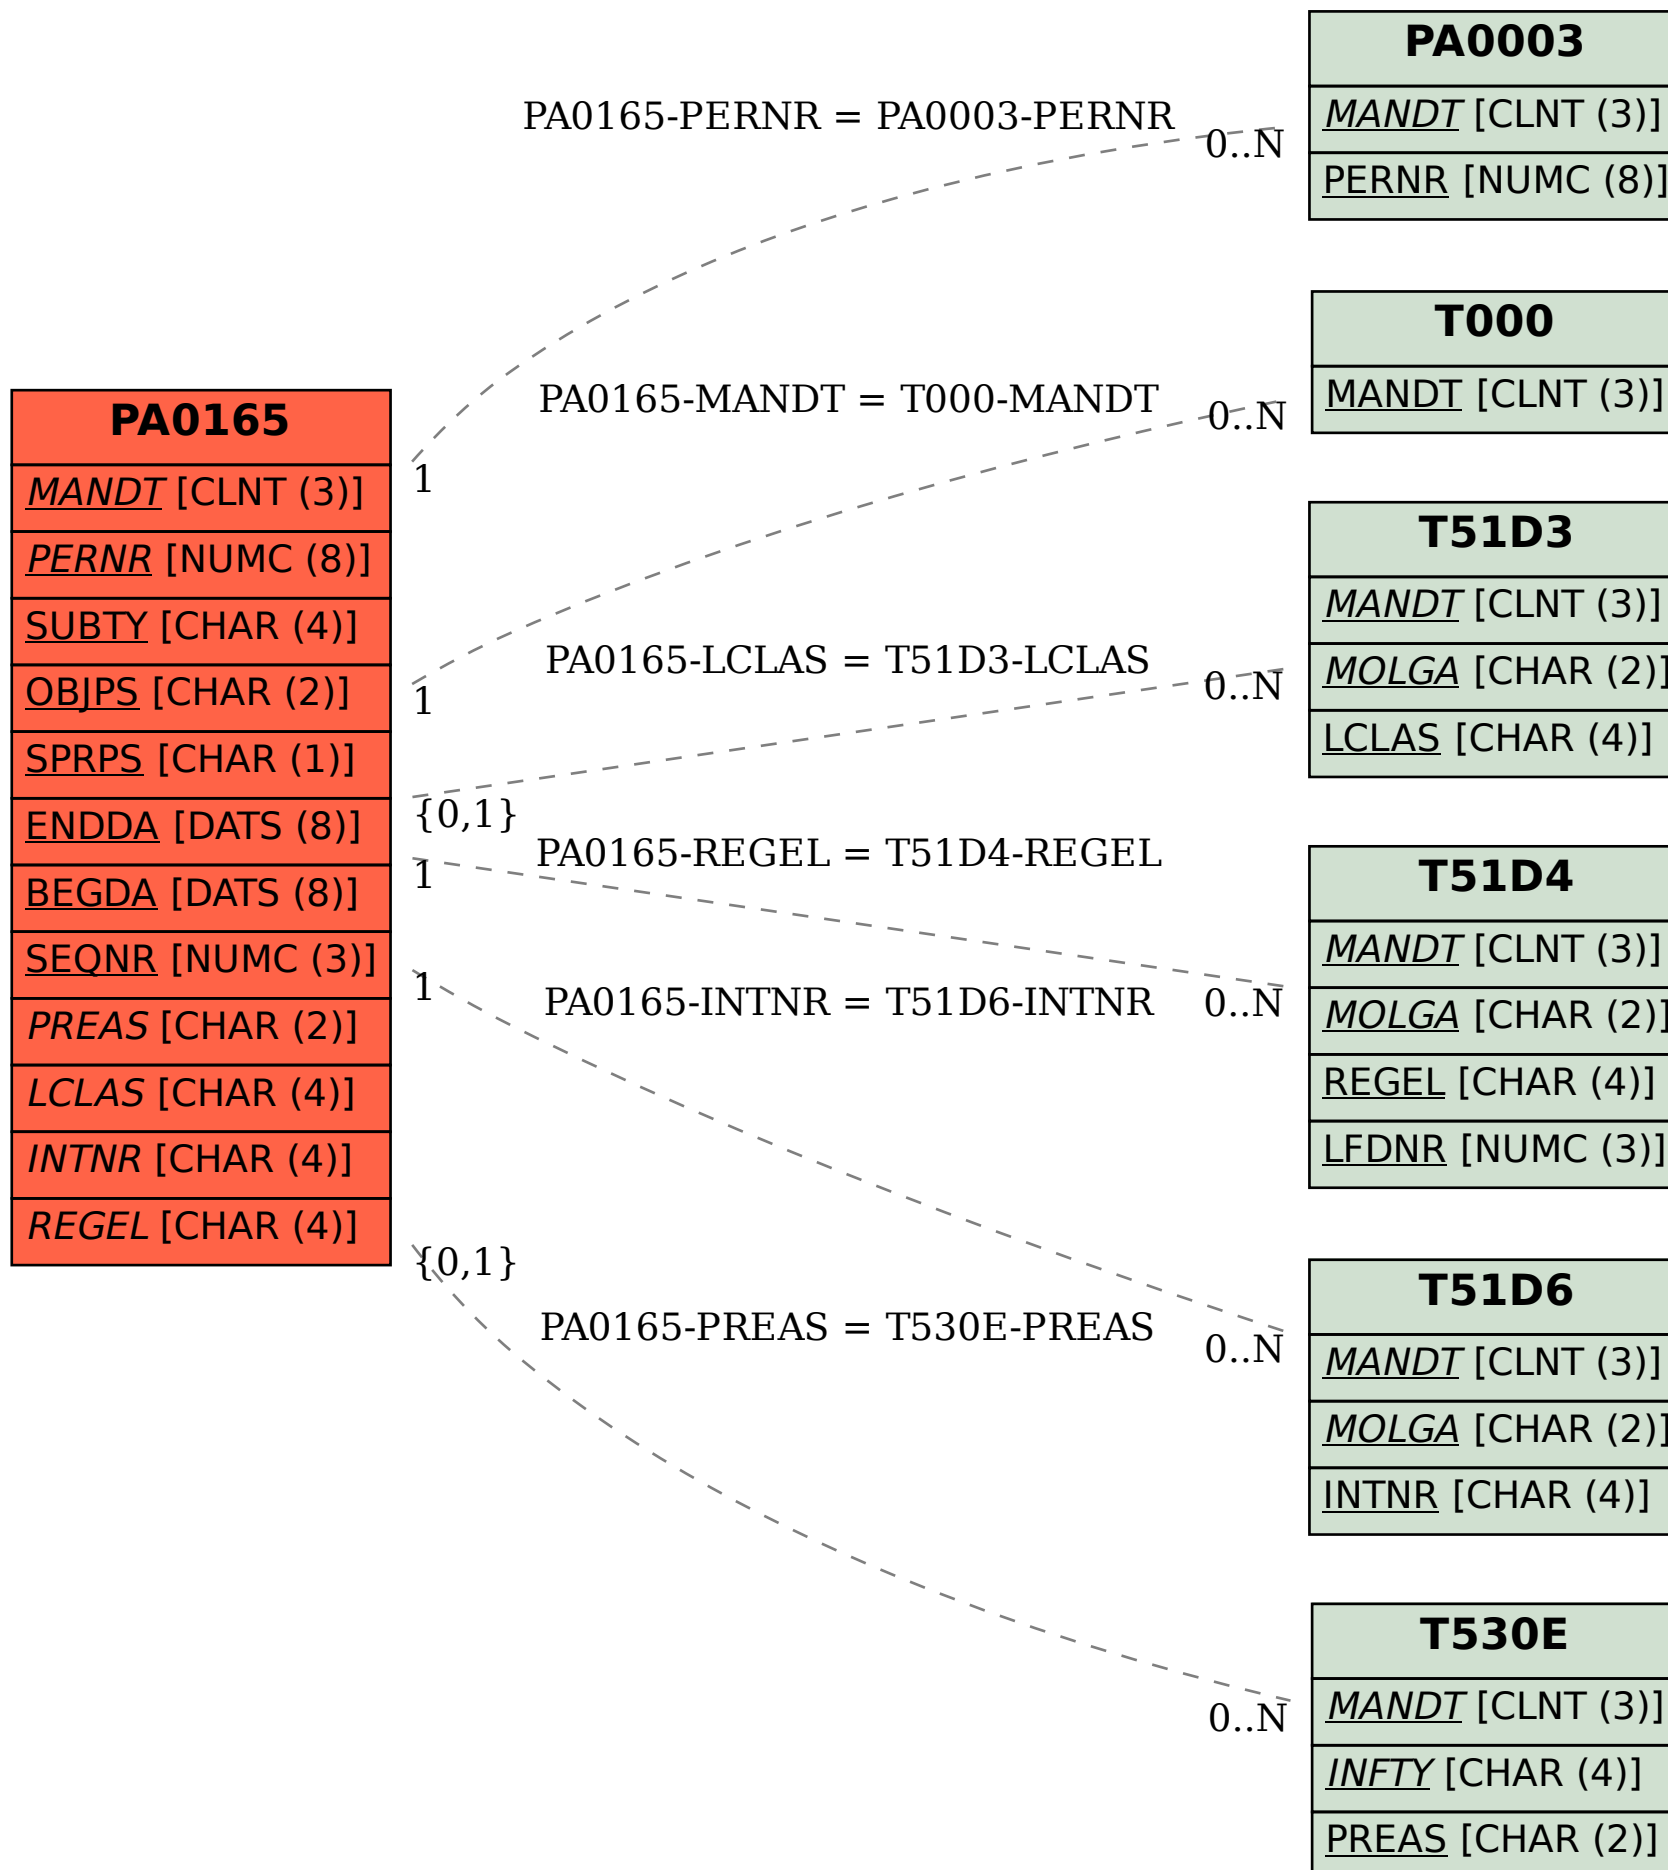 PA0165
MANDT [CLNT (3)]
PERNR [NUMC (8)]
SUBTY [CHAR (4)]
OBJPS [CHAR (2)]
SPRPS [CHAR (1)]
ENDDA [DATS (8)]
BEGDA [DATS (8)]
SEQNR [NUMC (3)]
PREAS [CHAR (2)]
LCLAS [CHAR (4)]
INTNR [CHAR (4)]
REGEL [CHAR (4)]
PA0165-PERNR = PA0003-PERNR
0..N
1
PA0165-MANDT = T000-MANDT
0..N
1
PA0165-LCLAS = T51D3-LCLAS
0..N
{0,1}
PA0165-REGEL = T51D4-REGEL
1
0..N
PA0165-INTNR = T51D6-INTNR
1
0..N
PA0165-PREAS = T530E-PREAS
{0,1}
0..N
PA0003
MANDT [CLNT (3)]
PERNR [NUMC (8)]
T000
MANDT [CLNT (3)]
T51D3
MANDT [CLNT (3)]
MOLGA [CHAR (2)]
LCLAS [CHAR (4)]
T51D4
MANDT [CLNT (3)]
MOLGA [CHAR (2)]
REGEL [CHAR (4)]
LFDNR [NUMC (3)]
T51D6
MANDT [CLNT (3)]
MOLGA [CHAR (2)]
INTNR [CHAR (4)]
T530E
MANDT [CLNT (3)]
INFTY [CHAR (4)]
PREAS [CHAR (2)]